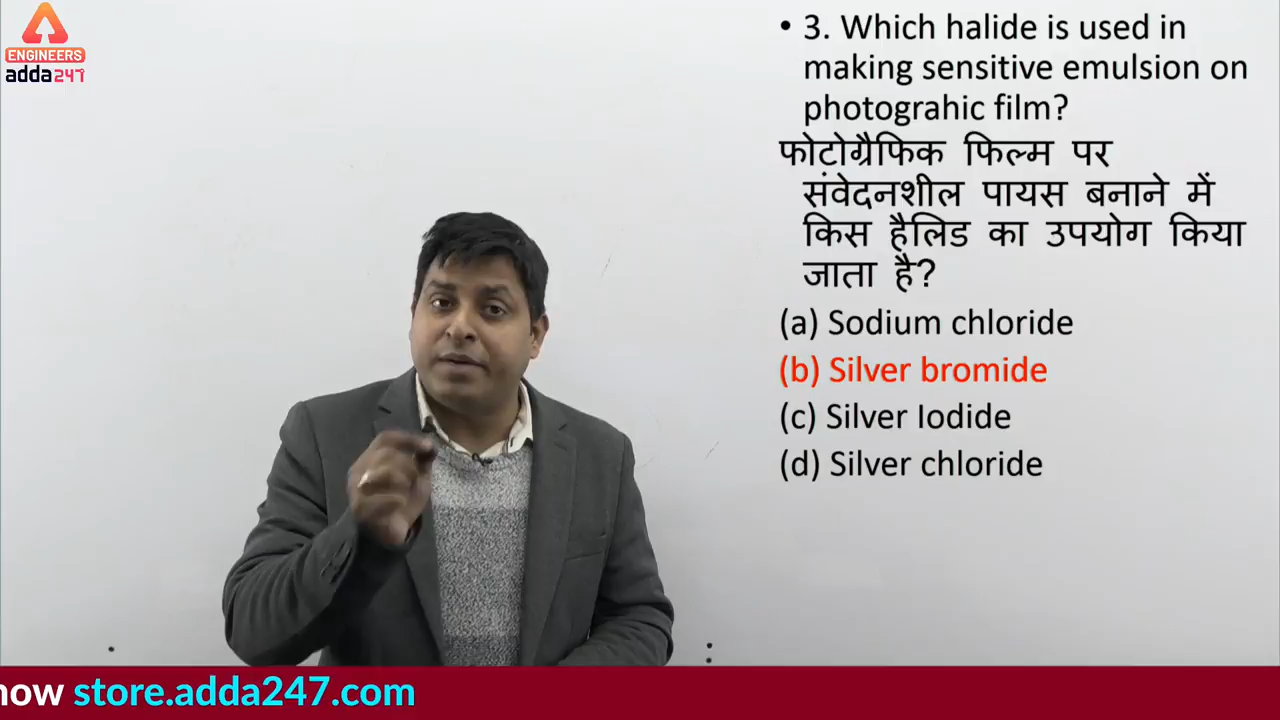 ENGINEERS
adda247
• 3. Which halide is used in
making sensitive emulsion on
photograhic film?
फोटोग्रैफिक फिल्म पर
संवेदनशील पायस बनाने में
किस हैलिड का उपयोग किया
जाता है?
(a) Sodium chloride
(b) Silver bromide
(c) Silver Iodide
(d) Silver chloride
now store.adda247.com